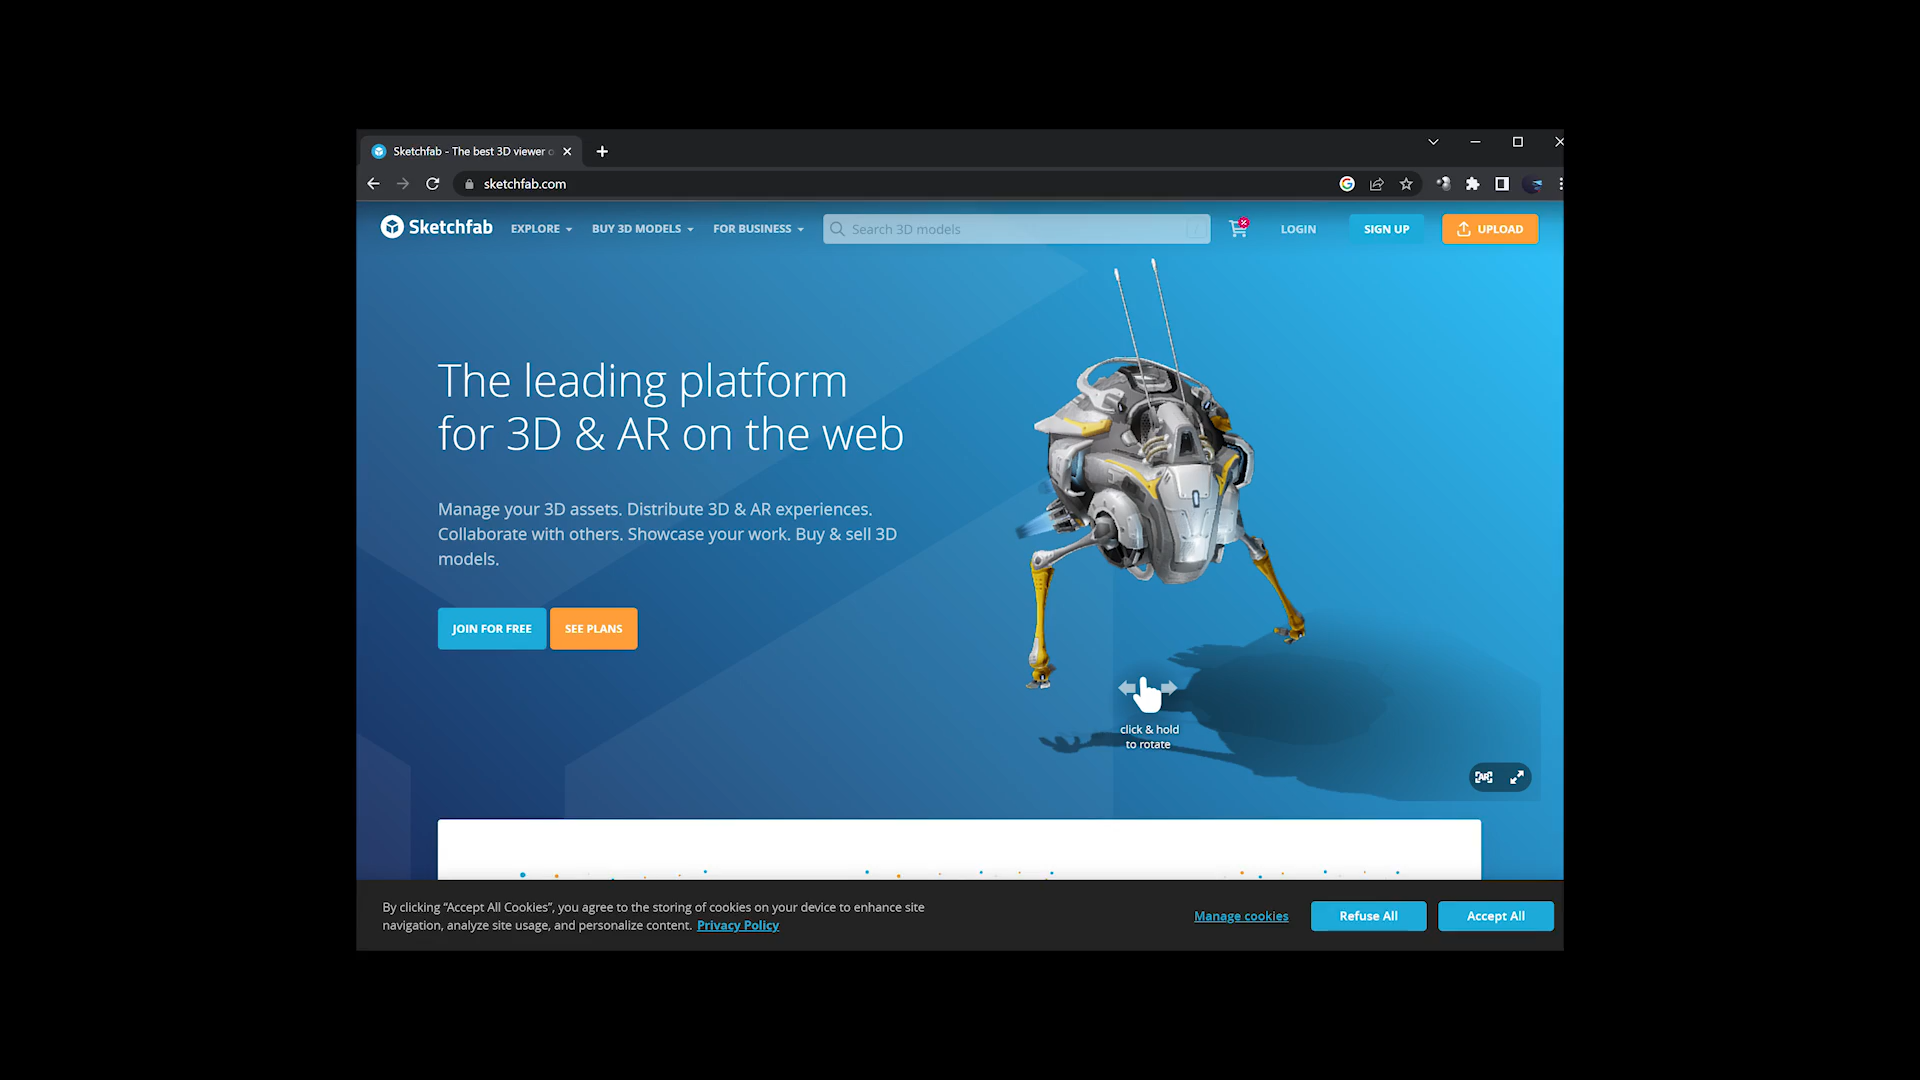 Sketchfab - The best 3D viewer o
sketchfab.com
Sketchfab
EXPLORE
BUY 3D MODELS
FOR BUSINESS
Search 3D models
/
LOGIN
SIGN UP
UPLOAD
The leading platform
for 3D & AR on the web
Manage your 3D assets. Distribute 3D & AR experiences.
Collaborate with others. Showcase your work. Buy & sell 3D
models.
JOIN FOR FREE
SEE PLANS
click & hold
to rotate
AR
By clicking “Accept All Cookies”, you agree to the storing of cookies on your device to enhance site
navigation, analyze site usage, and personalize content. Privacy Policy
Manage cookies
Refuse All
Accept All